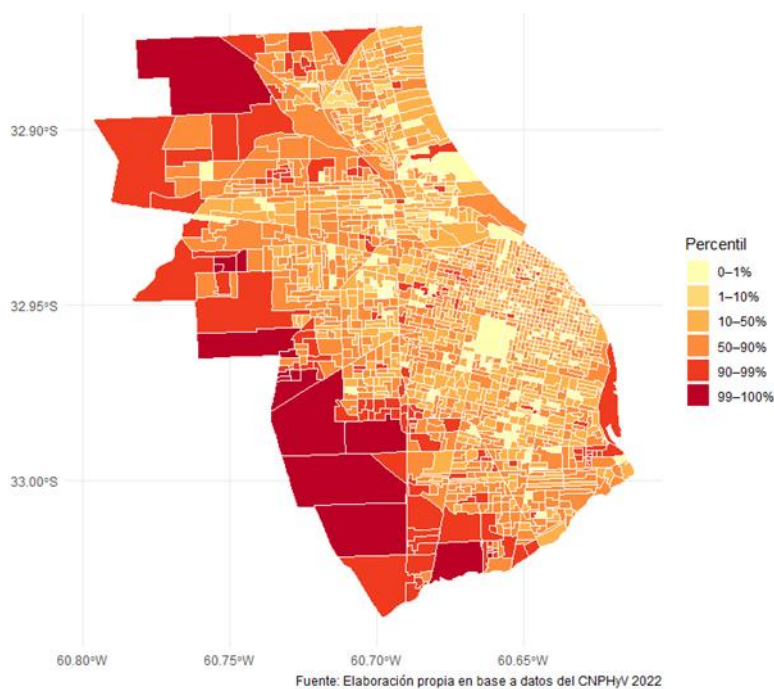 32.90°S
32.95°S
33.00°S
60.80°W
60.75°W
60.70°W
60.65°W
Percentil
0–1%
1–10%
10–50%
50–90%
90–99%
99–100%
Fuente: Elaboración propia en base a datos del CNPHyV 2022